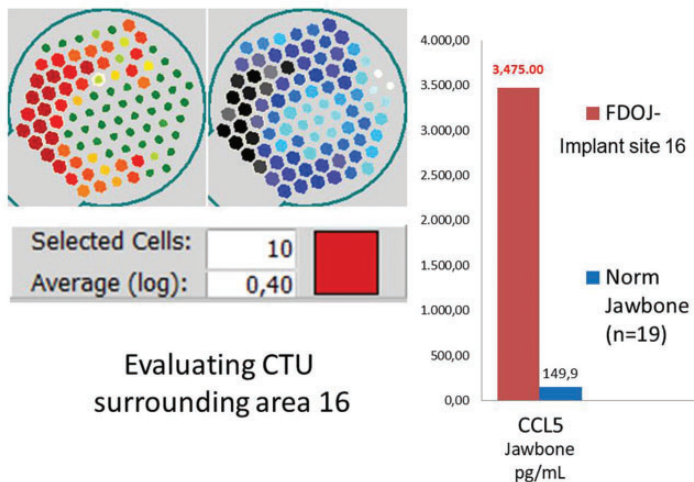 Selected Cells: 10
Average (log): 0,40
Evaluating CTU
surrounding area 16
4.000,00
3.500,00
3.000,00
2.500,00
2.000,00
1.500,00
1.000,00
500,00
0,00
3,475.00
149,9
CCL5
Jawbone
pg/mL
FDOJ-
Implant site 16
Norm
Jawbone
(n=19)